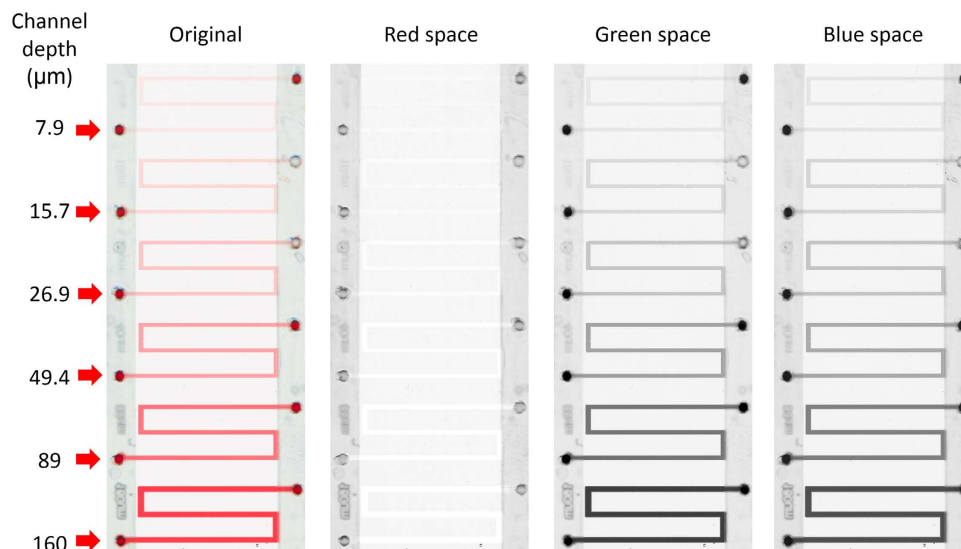 Channel
depth
(µm)
Original
Red space
Green space
Blue space
7.9
15.7
26.9
49.4
89
160